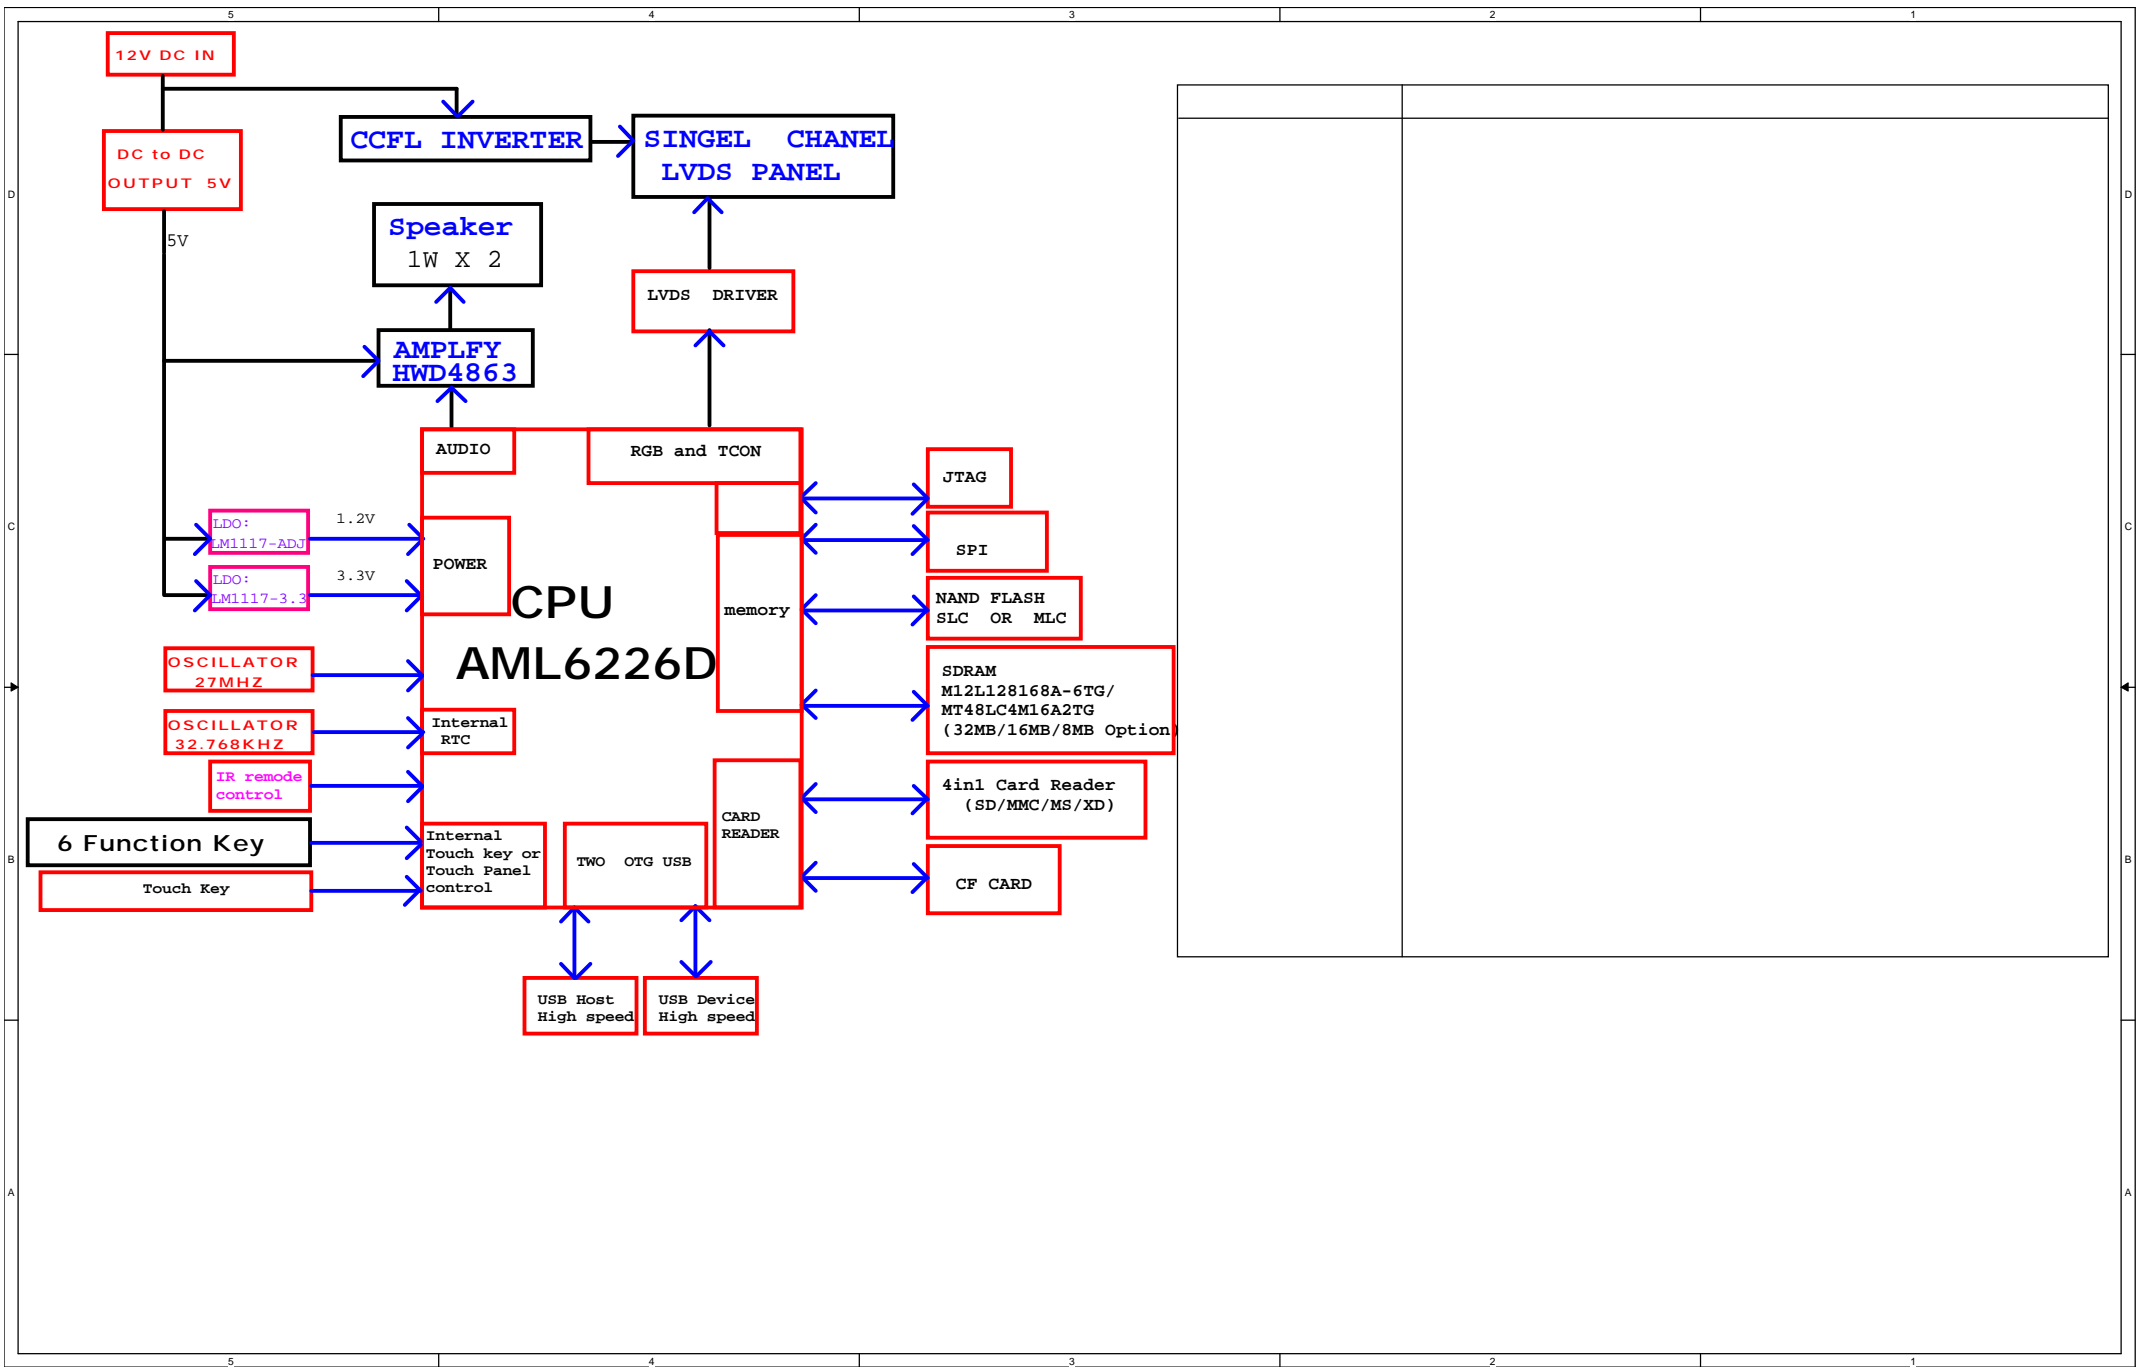 5 4 3 2 1
12V DC IN
CCFL INVERTER
SINGEL CHANEL
LVDS PANEL
DC to DC
OUTPUT 5V
D D
Speaker
1W X 2
5V
LVDS DRIVER
AMPLFY
HWD4863
AUDIO
RGB and TCON
JTAG
C C
LDO:
LM1117-ADJ
1.2V
SPI
POWER
LDO:
LM1117-3.3
3.3V
CPU
AML6226D
memory
NAND FLASH
SLC OR MLC
OSCILLATOR
27MHZ
SDRAM
M12L128168A-6TG/
MT48LC4M16A2TG
(32MB/16MB/8MB Option)
OSCILLATOR
32.768KHZ
Internal
RTC
IR remode
control
4in1 Card Reader
(SD/MMC/MS/XD)
CARD
READER
6 Function Key
Internal
Touch key or
Touch Panel
control
TWO OTG USB
B B
Touch Key
CF CARD
USB Host
High speed
USB Device
High speed
A A
5 4 3 2 1